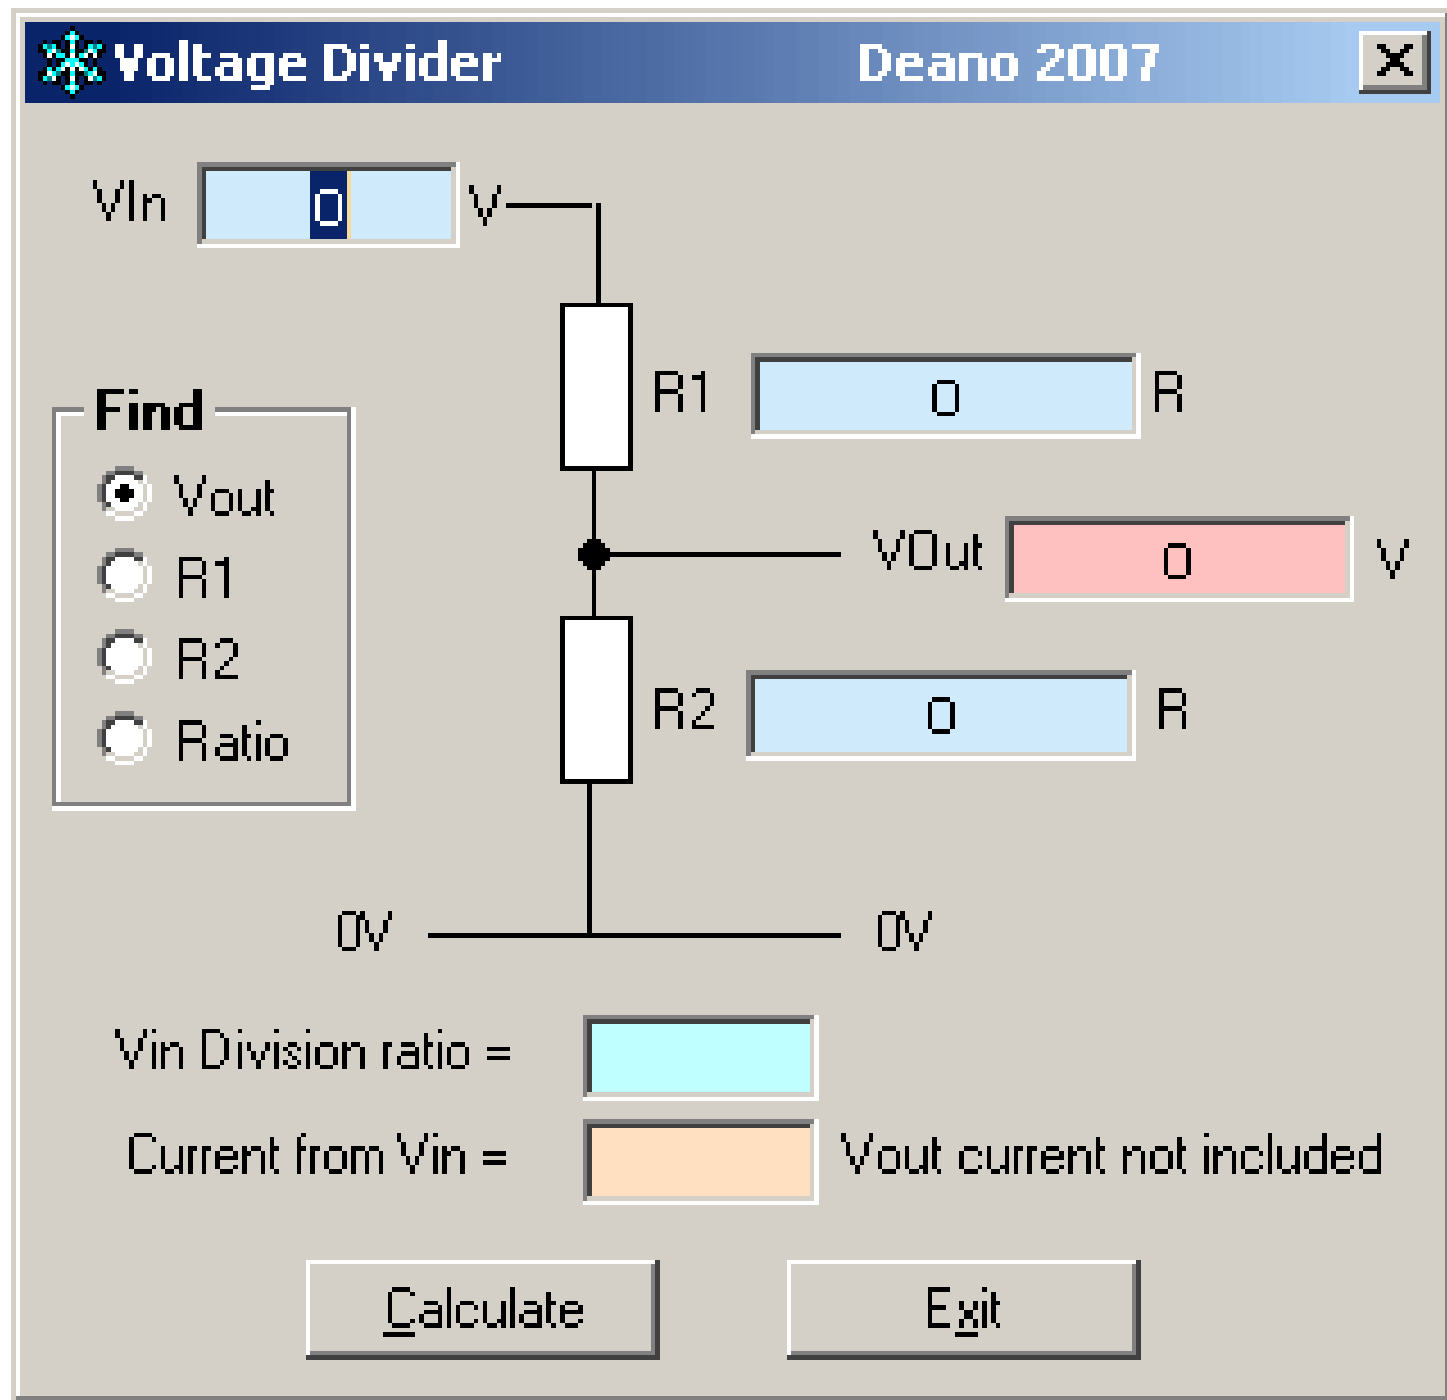 Voltage Divider Deano 2007
VIn 0 V
R1 0 R
Find
Vout
VOut 0 V
R1
R2
R2 0 R
Ratio
0V 0V
Vin Division ratio =
Current from Vin = Vout current not included
Calculate Exit